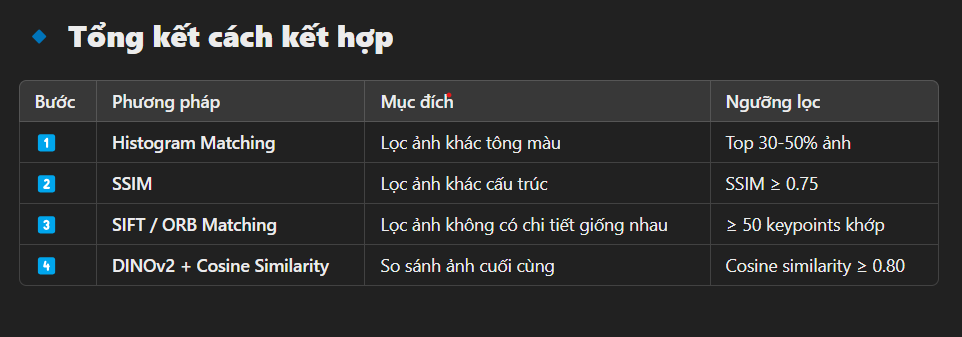 Tổng kết cách kết hợp
Bước Phương pháp Mục đích Ngưỡng lọc
1 Histogram Matching Lọc ảnh khác tông màu Top 30-50% ảnh
2 SSIM Lọc ảnh khác cấu trúc SSIM ≥ 0.75
3 SIFT / ORB Matching Lọc ảnh không có chi tiết giống nhau ≥ 50 keypoints khớp
4 DINOv2 + Cosine Similarity So sánh ảnh cuối cùng Cosine similarity ≥ 0.80